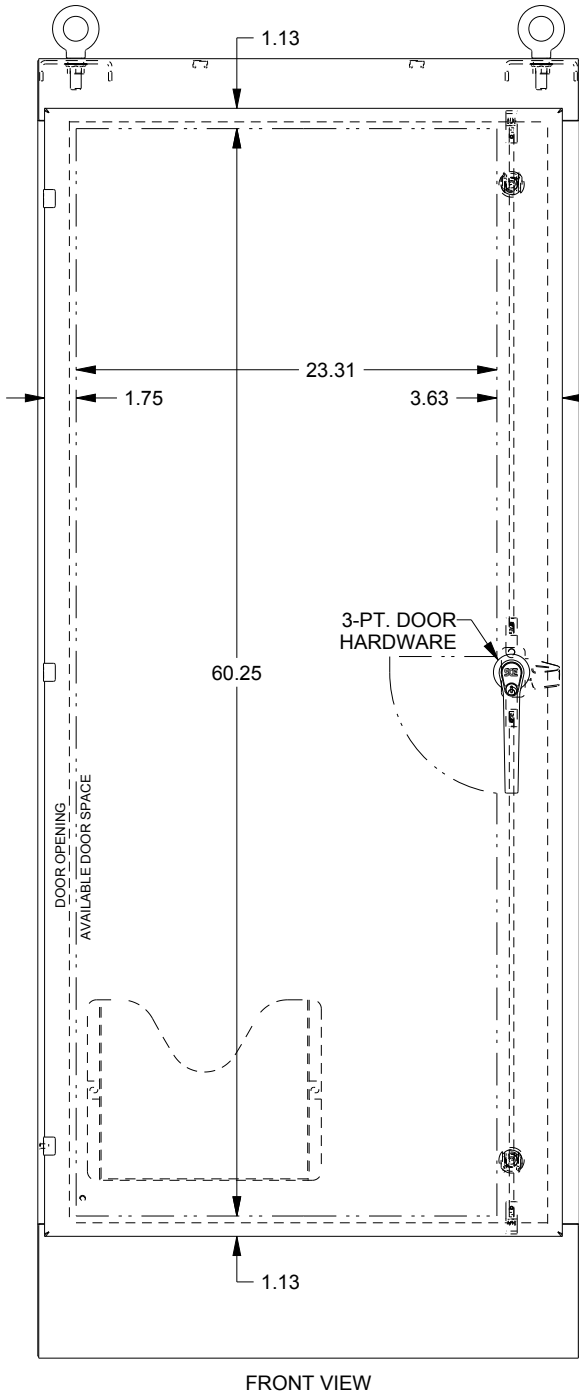 1.13
23.31
1.75
3.63
3-PT. DOOR
HARDWARE
60.25
DOOR OPENING
AVAILABLE DOOR SPACE
1.13
FRONT VIEW